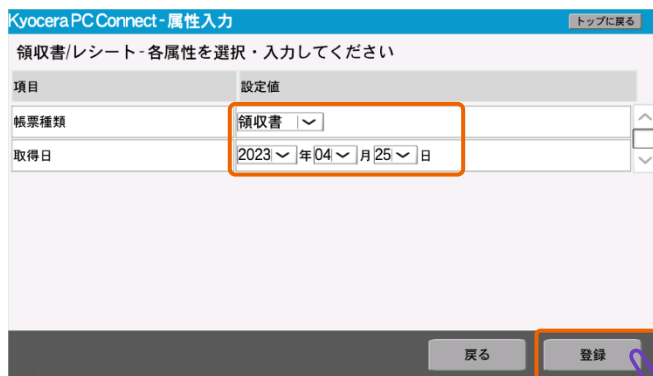 Kyocera PC Connect - 属性入力 トップに戻る
領収書/レシート - 各属性を選択・入力してください
項目 設定値
帳票種類 領収書
取得日 2023 年 04 月 25 日
戻る 登録